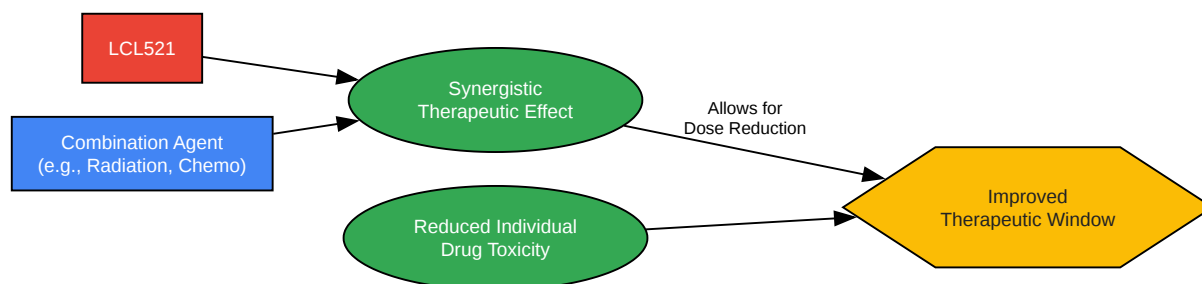 LCL521
Combination Agent
(e.g., Radiation, Chemo)
Synergistic
Therapeutic Effect
Allows for
Dose Reduction
Reduced Individual
Drug Toxicity
Improved
Therapeutic Window